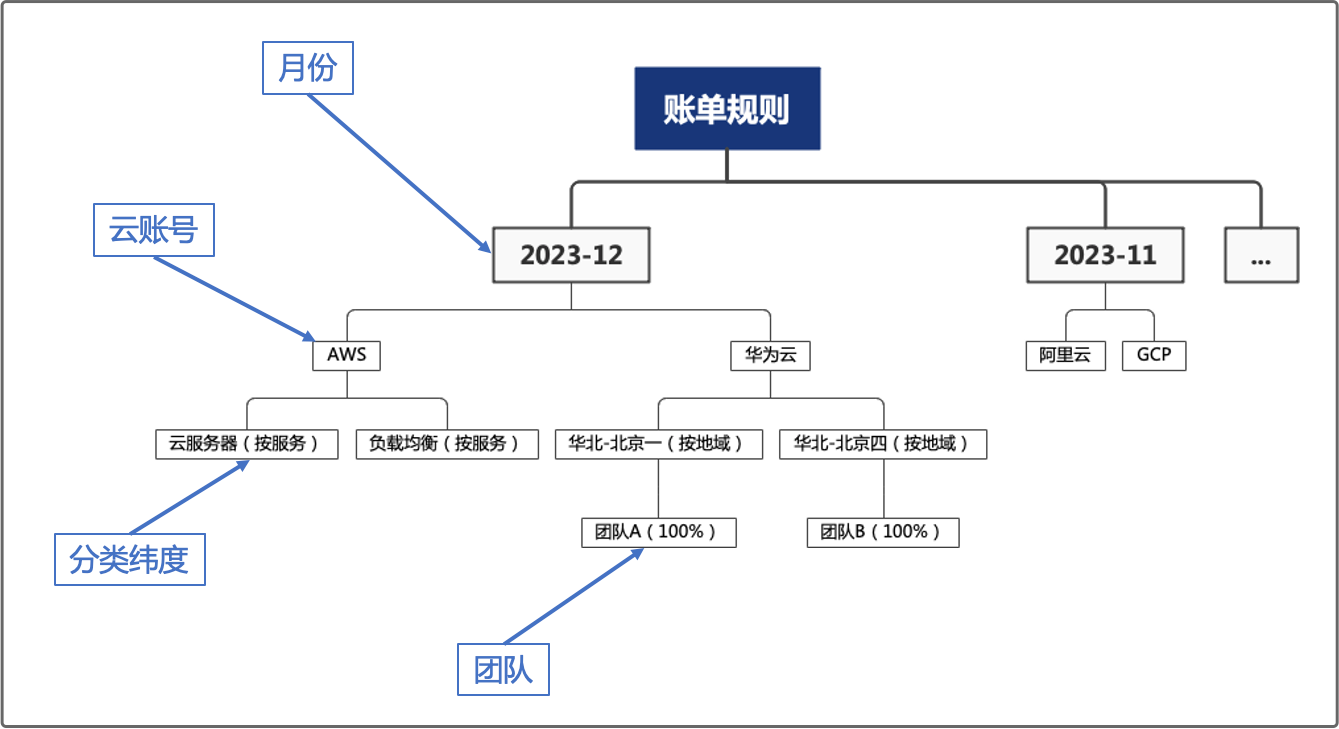 月份
账单规则
云账号
2023-12
2023-11
...
AWS
华为云
阿里云
GCP
云服务器（按服务）
负载均衡（按服务）
华北-北京一（按地域）
华北-北京四（按地域）
团队A（100%）
团队B（100%）
分类纬度
团队